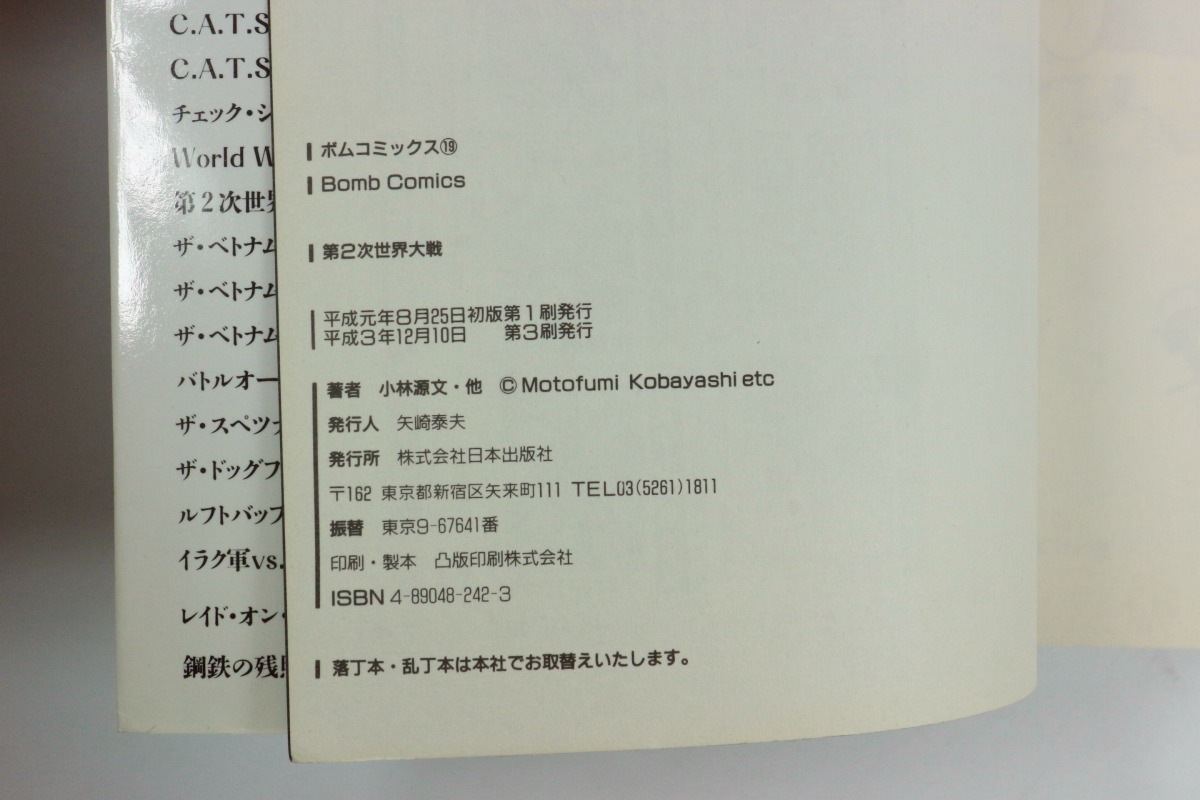 C.A.T.S
C.A.T.S
チェック・シ
World W
第2次世界
ザ・ベトナム
ザ・ベトナム
ザ・ベトナム
バトルオー
ザ・スペツナ
ザ・ドッグフ
ルフトバッフ
イラク軍vs.
レイド・オン・
鋼鉄の残
ボムコミックス⑲
Bomb Comics
第2次世界大戦
平成元年8月25日初版第1刷発行
平成3年12月10日　第3刷発行
著者　小林源文・他　©Motofumi Kobayashi etc
発行人　矢崎泰夫
発行所　株式会社日本出版社
〒162 東京都新宿区矢来町111 TEL03(5261)1811
振替　東京9-67641番
印刷・製本　凸版印刷株式会社
ISBN 4-89048-242-3
落丁本・乱丁本は本社でお取替えいたします。